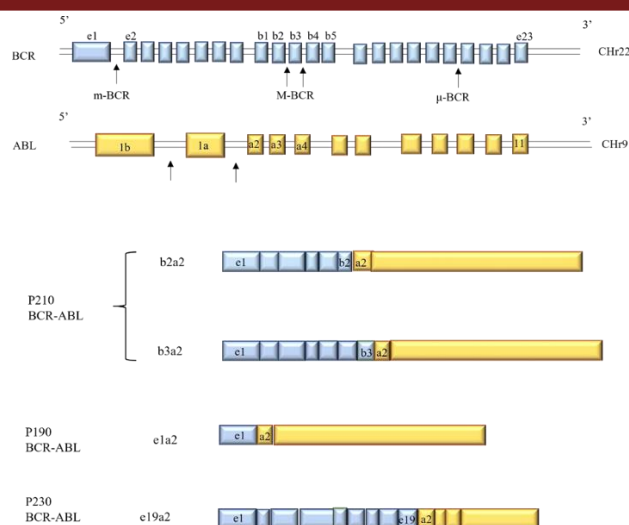 5’
3’
e1 e2 b1 b2 b3 b4 b5 e23
BCR CHr22
m-BCR M-BCR μ-BCR
5’
3’
ABL 1b 1a a2 a3 a4 11 CHr9
b2a2 e1 b2 a2
P210
BCR-ABL
b3a2 e1 b3 a2
P190
BCR-ABL
e1a2 e1 a2
P230
BCR-ABL
e19a2 e1 e19 a2